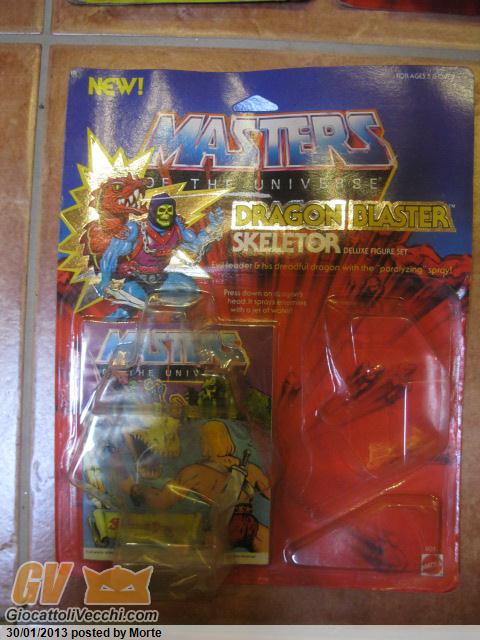 NEW!
FOR AGES 5 & OVER
MASTERS
OF THE UNIVERSE
DRAGON BLASTER™
SKELETOR DELUXE FIGURE SET
Evil leader & his dreadful dragon with the "paralyzing" spray!
Press down on dragon's
head. It sprays enemies
with a jet of water!
MASTERS
OF THE UNIV
MATTEL
GV
GiocattoliVecchi.com
30/01/2013 posted by Morte